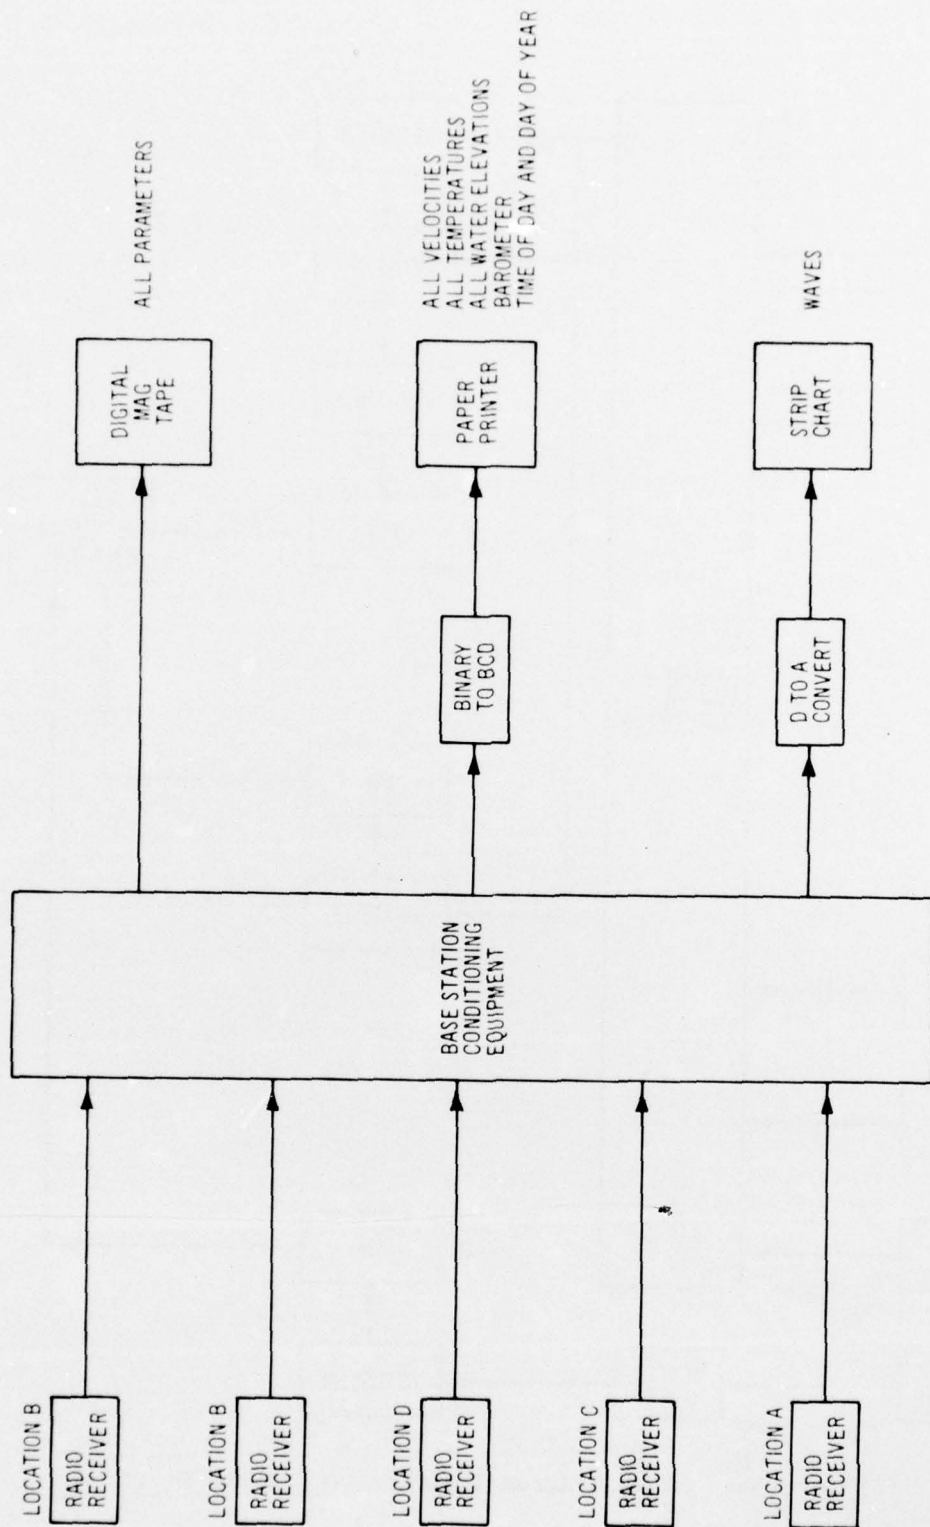 LOCATION B
RADIO
RECEIVER
LOCATION B
RADIO
RECEIVER
LOCATION D
RADIO
RECEIVER
LOCATION C
RADIO
RECEIVER
LOCATION A
RADIO
RECEIVER
BASE STATION
CONDITIONING
EQUIPMENT
BINARY
TO BCD
D TO A
CONVERT
DIGITAL
MAG
TAPE
PAPER
PRINTER
STRIP
CHART
ALL PARAMETERS
ALL VELOCITIES
ALL TEMPERATURES
ALL WATER ELEVATIONS
BAROMETER
TIME OF DAY AND DAY OF YEAR
WAVES